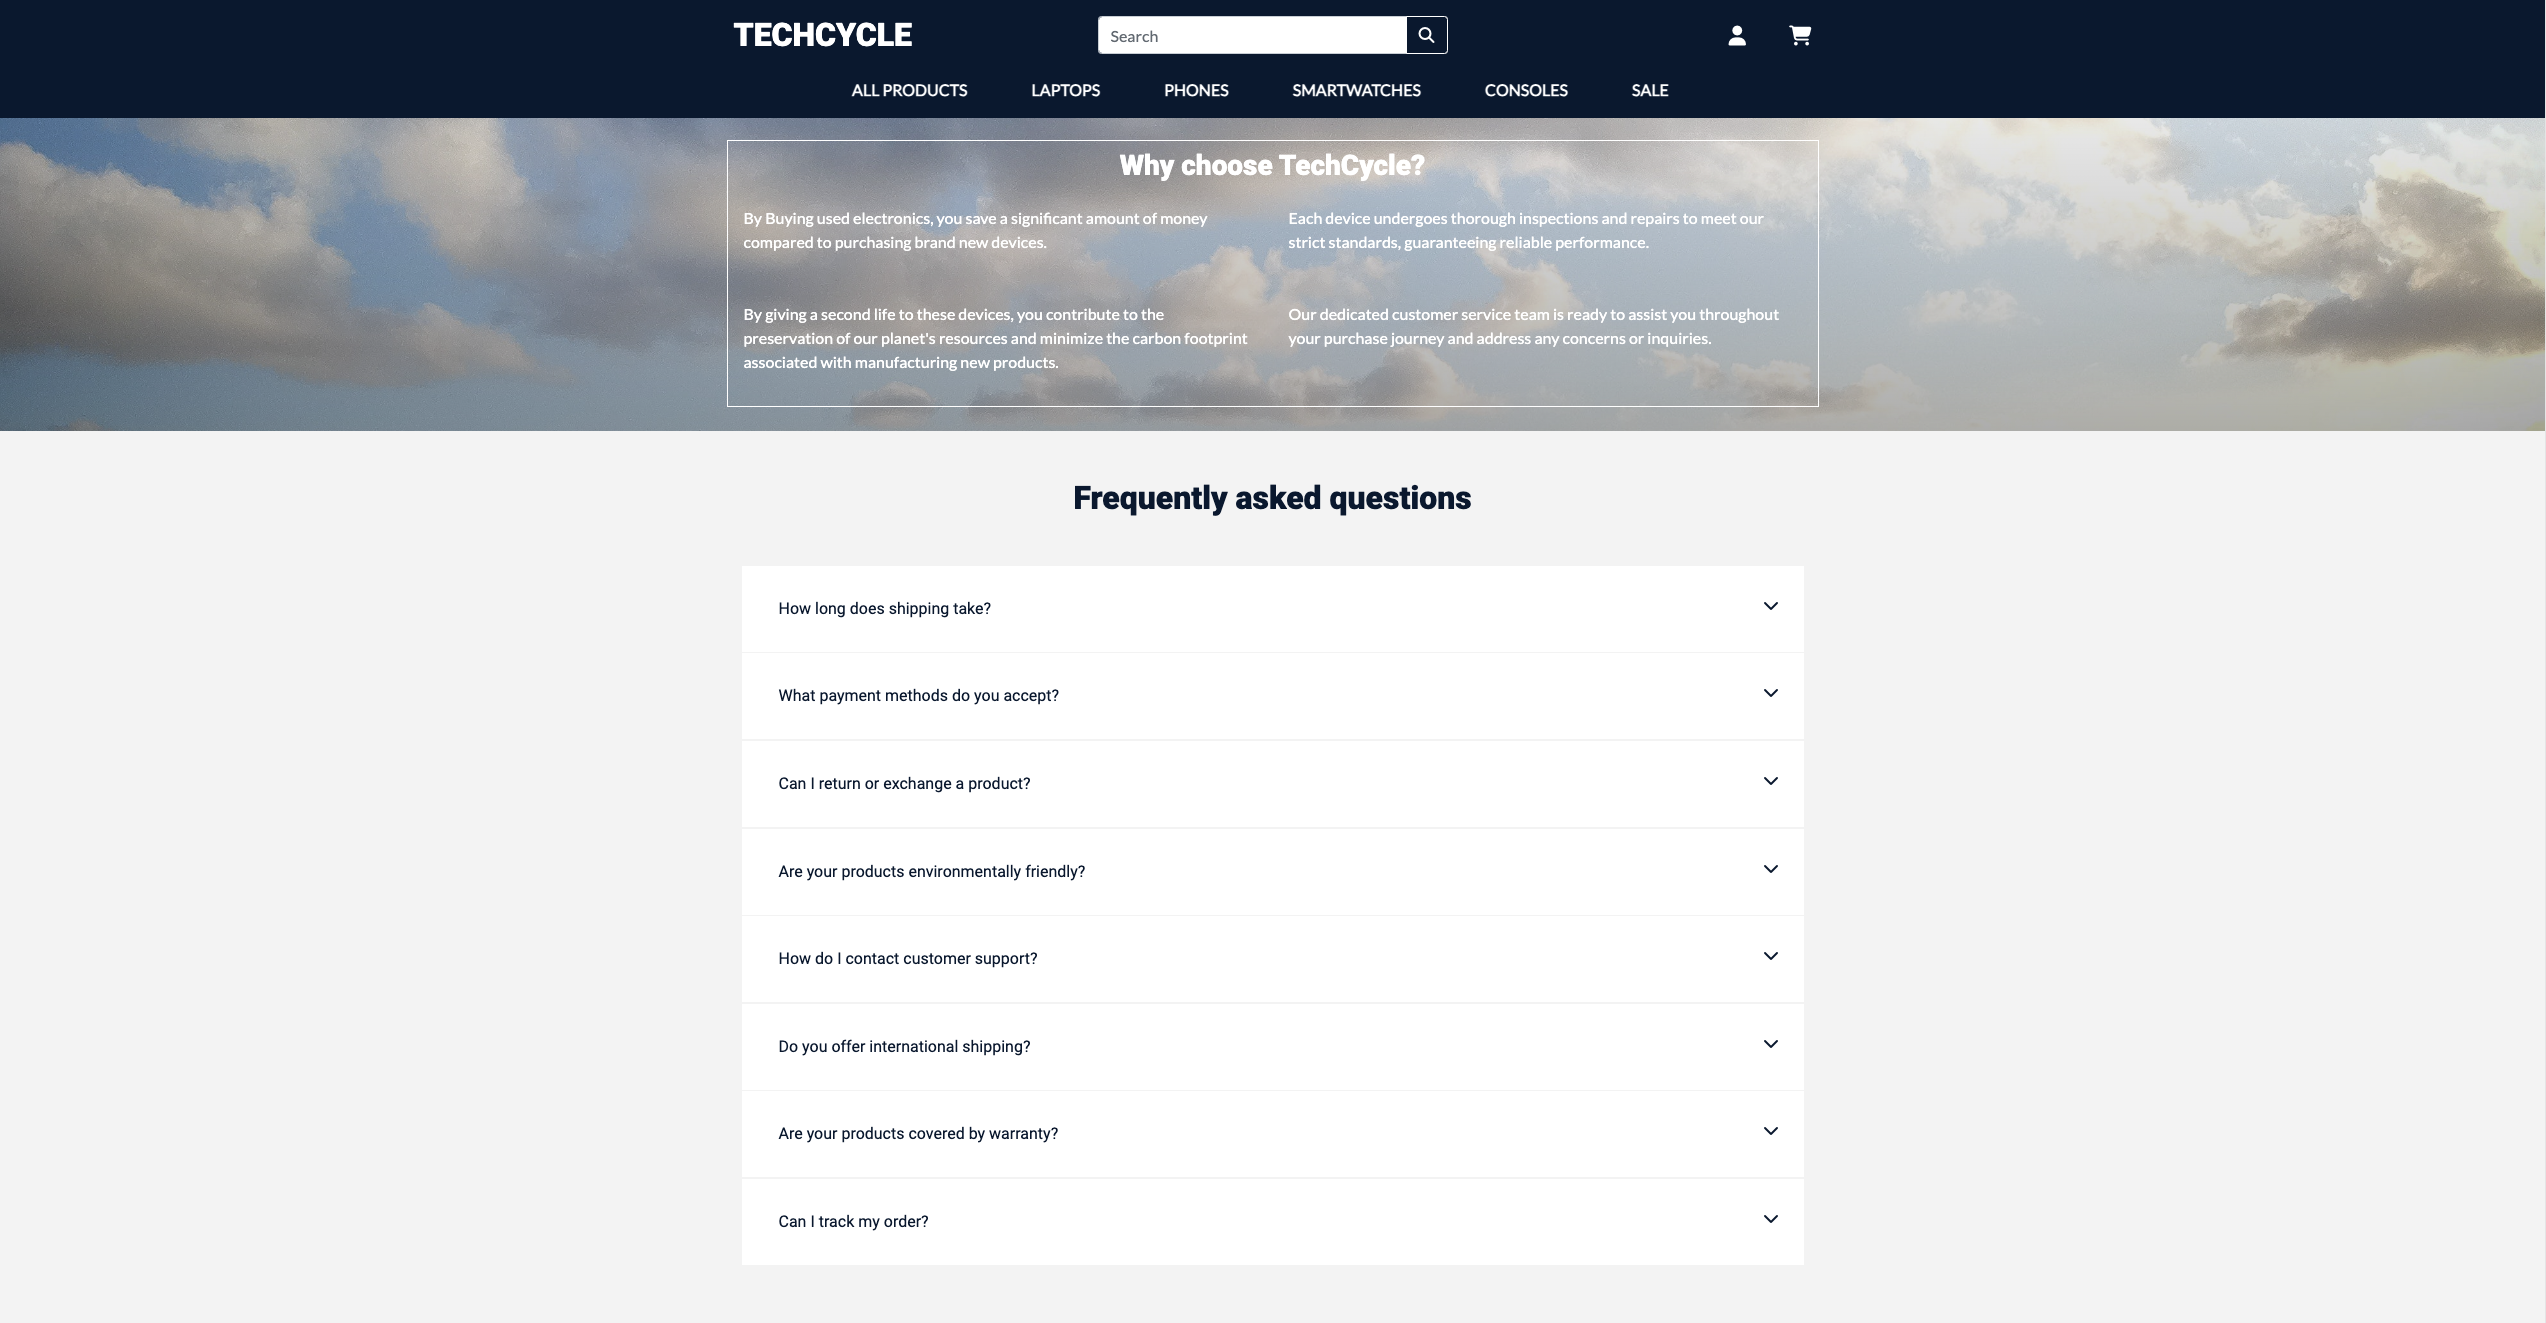 TECHCYCLE
Search
ALL PRODUCTS
LAPTOPS
PHONES
SMARTWATCHES
CONSOLES
SALE
Why choose TechCycle?
By Buying used electronics, you save a significant amount of money
compared to purchasing brand new devices.
Each device undergoes thorough inspections and repairs to meet our
strict standards, guaranteeing reliable performance.
By giving a second life to these devices, you contribute to the
preservation of our planet's resources and minimize the carbon footprint
associated with manufacturing new products.
Our dedicated customer service team is ready to assist you throughout
your purchase journey and address any concerns or inquiries.
Frequently asked questions
How long does shipping take?
What payment methods do you accept?
Can I return or exchange a product?
Are your products environmentally friendly?
How do I contact customer support?
Do you offer international shipping?
Are your products covered by warranty?
Can I track my order?